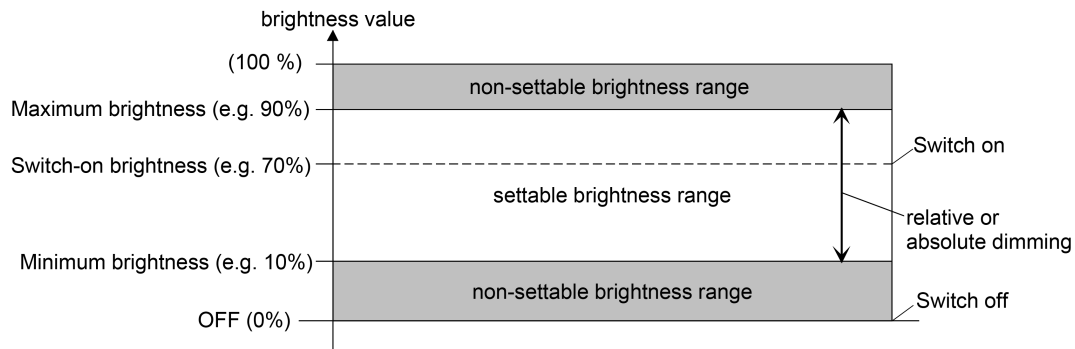 brightness value
(100 %)
non-settable brightness range
Maximum brightness (e.g. 90%)
Switch on
Switch-on brightness (e.g. 70%)
settable brightness range
relative or
absolute dimming
Minimum brightness (e.g. 10%)
non-settable brightness range
Switch off
OFF (0%)